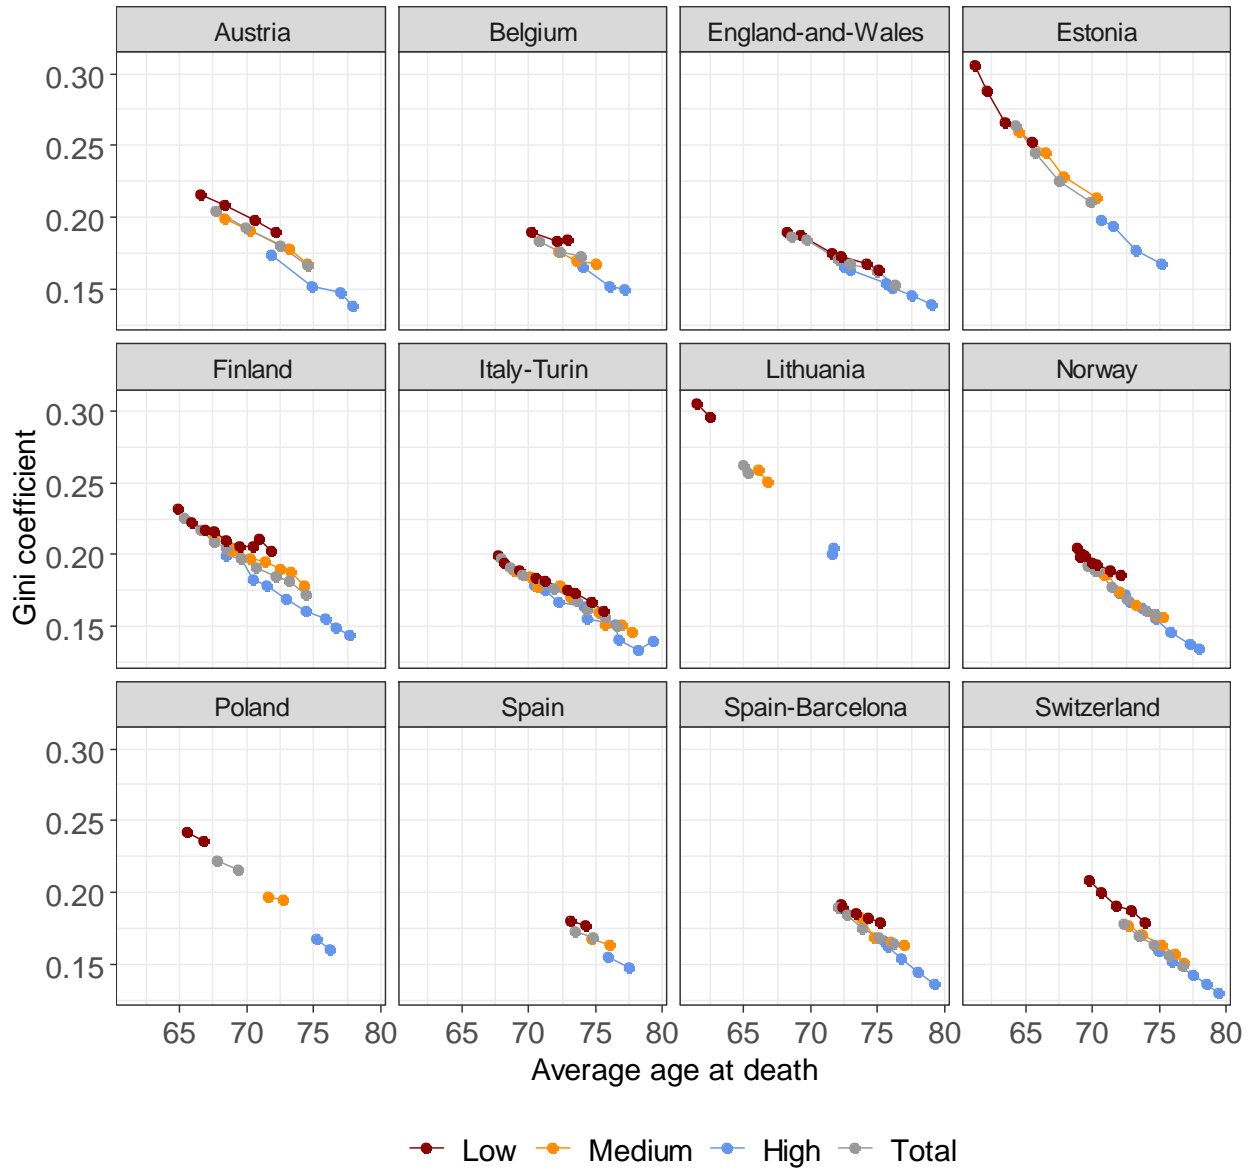 Austria Belgium England-and-Wales Estonia
0.30
0.25
0.20
0.15
Finland Italy-Turin Lithuania Norway
0.30
0.25
0.20
0.15
Gini coefficient
Poland Spain Spain-Barcelona Switzerland
0.30
0.25
0.20
0.15
65 70 75 80 65 70 75 80 65 70 75 80 65 70 75 80
Average age at death
Low Medium High Total